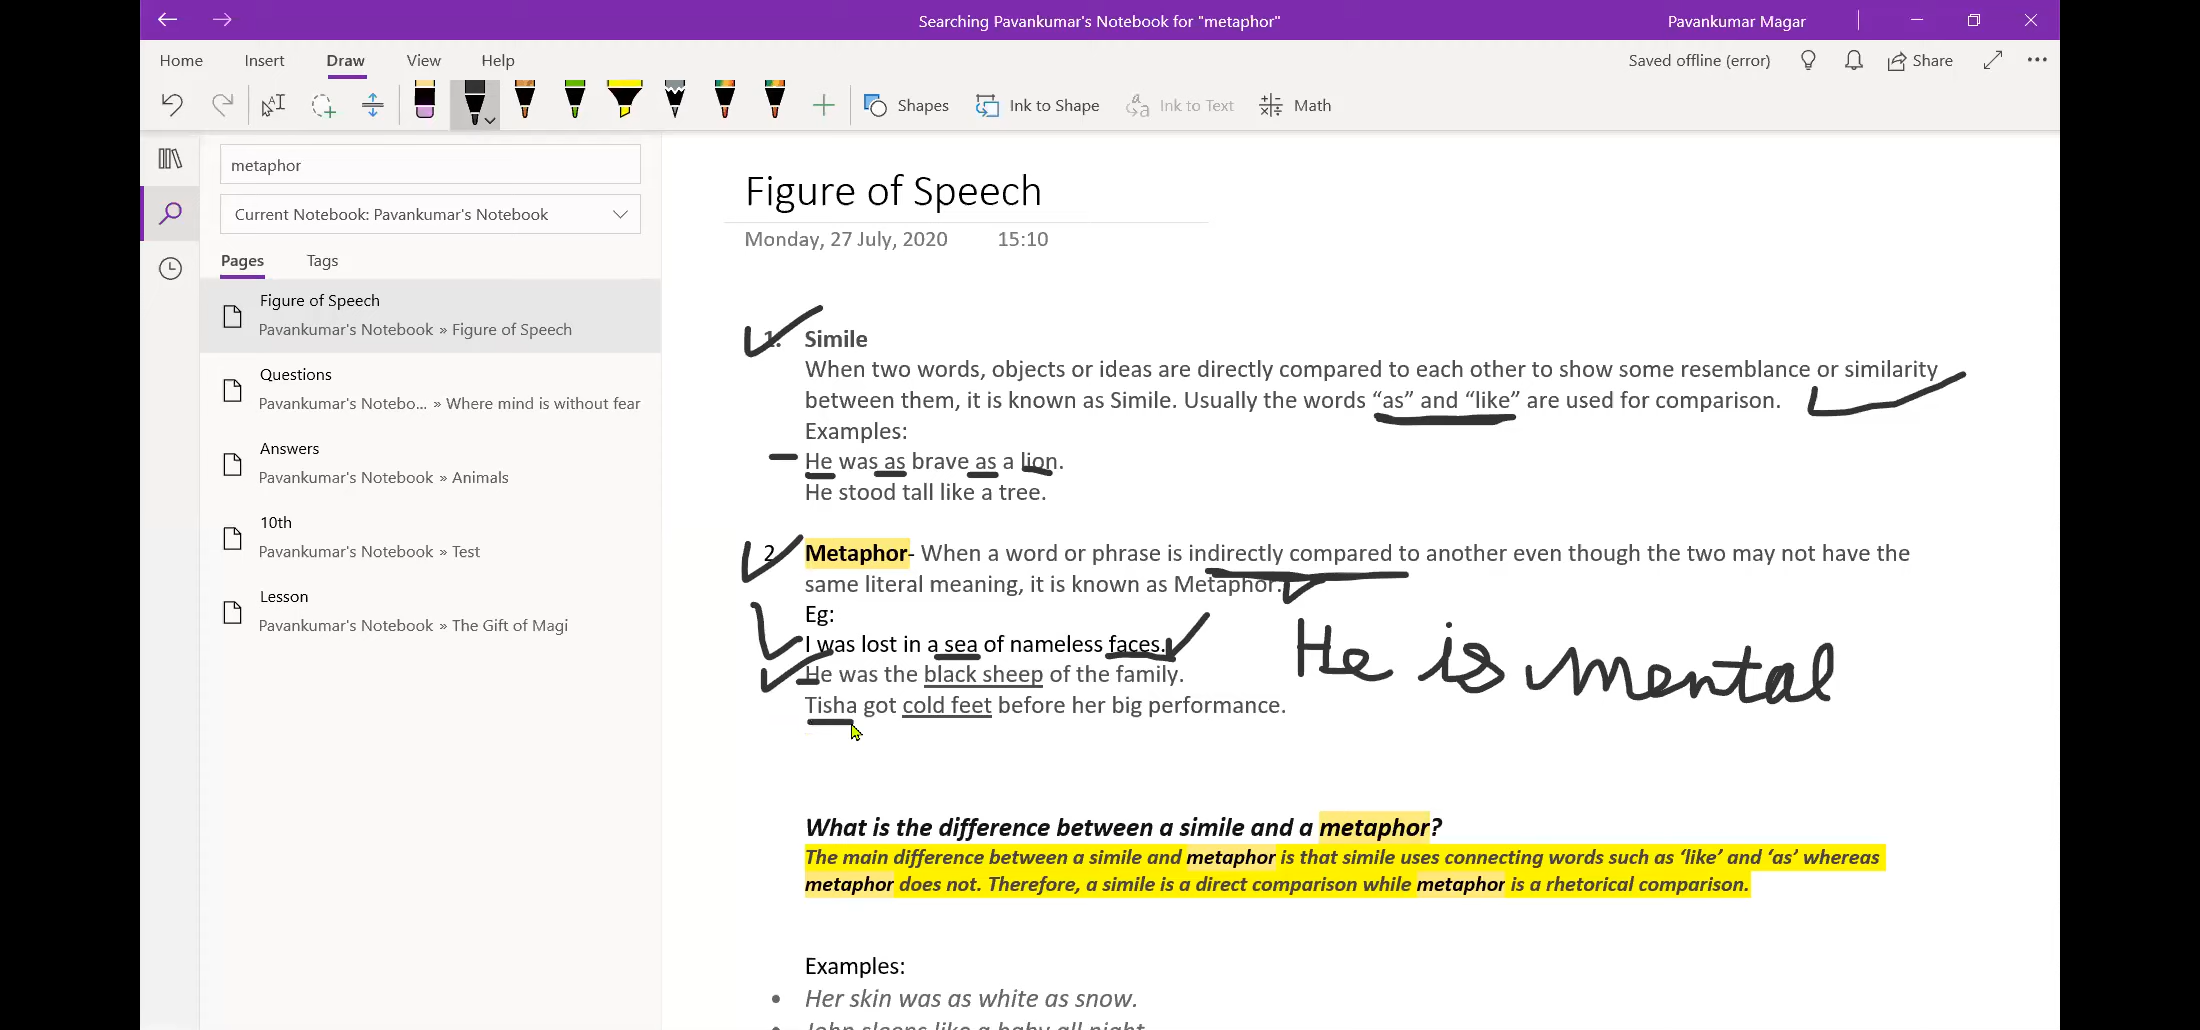 Searching Pavankumar's Notebook for "metaphor"
Pavankumar Magar
Home Insert Draw View Help
Saved offline (error)
Share
Shapes
Ink to Shape
Ink to Text
Math
metaphor
Current Notebook: Pavankumar's Notebook
Pages Tags
Figure of Speech
Pavankumar's Notebook » Figure of Speech
Questions
Pavankumar's Notebo... » Where mind is without fear
Answers
Pavankumar's Notebook » Animals
10th
Pavankumar's Notebook » Test
Lesson
Pavankumar's Notebook » The Gift of Magi
Figure of Speech
Monday, 27 July, 2020 15:10
1. Simile
When two words, objects or ideas are directly compared to each other to show some resemblance or similarity
between them, it is known as Simile. Usually the words “as” and “like” are used for comparison.
Examples:
He was as brave as a lion.
He stood tall like a tree.
2 Metaphor- When a word or phrase is indirectly compared to another even though the two may not have the
same literal meaning, it is known as Metaphor.
Eg:
I was lost in a sea of nameless faces.
He was the black sheep of the family.
Tisha got cold feet before her big performance.
He is mental
What is the difference between a simile and a metaphor?
The main difference between a simile and metaphor is that simile uses connecting words such as ‘like’ and ‘as’ whereas
metaphor does not. Therefore, a simile is a direct comparison while metaphor is a rhetorical comparison.
Examples:
• Her skin was as white as snow.
• John sleeps like a baby all night